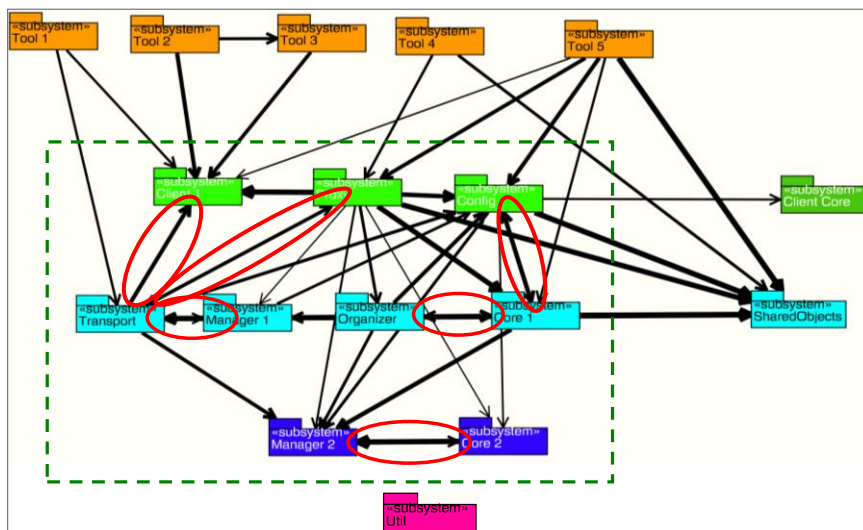 «subsystem»
Tool 1
«subsystem»
Tool 2
«subsystem»
Tool 3
«subsystem»
Tool 4
«subsystem»
Tool 5
«subsystem»
Client 1
«subsystem»
«subsystem»
Config
«subsystem»
Client Core
«subsystem»
Transport
«subsystem»
Manager 1
«subsystem»
Organizer
«subsystem»
Core 1
«subsystem»
SharedObjects
«subsystem»
Manager 2
«subsystem»
Core 2
«subsystem»
Util